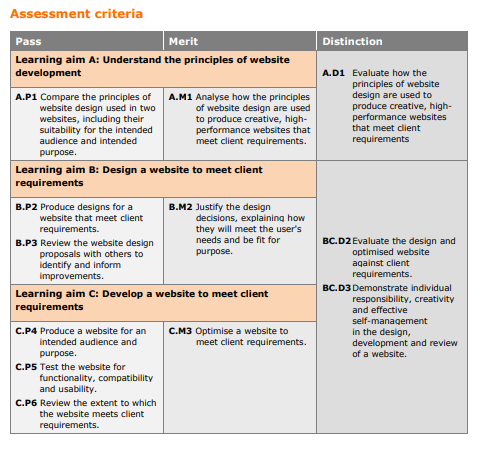 Assessment criteria
Pass
Merit
Distinction
Learning aim A: Understand the principles of website
development
A.P1 Compare the principles of
website design used in two
websites, including their
suitability for the intended
audience and intended
purpose.
A.M1 Analyse how the principles
of website design are used
to produce creative, high-
performance websites that
meet client requirements.
A.D1 Evaluate how the
principles of website
design are used to
produce creative, high-
performance websites
that meet client
requirements
Learning aim B: Design a website to meet client
requirements
B.P2 Produce designs for a
website that meet client
requirements.
B.P3 Review the website design
proposals with others to
identify and inform
improvements.
B.M2 Justify the design
decisions, explaining how
they will meet the user's
needs and be fit for
purpose.
BC.D2 Evaluate the design and
optimised website
against client
requirements.
BC.D3 Demonstrate individual
responsibility, creativity
and effective
self-management
in the design,
development and review
of a website.
Learning aim C: Develop a website to meet client
requirements
C.P4 Produce a website for an
intended audience and
purpose.
C.P5 Test the website for
functionality, compatibility
and usability.
C.P6 Review the extent to which
the website meets client
requirements.
C.M3 Optimise a website to
meet client requirements.